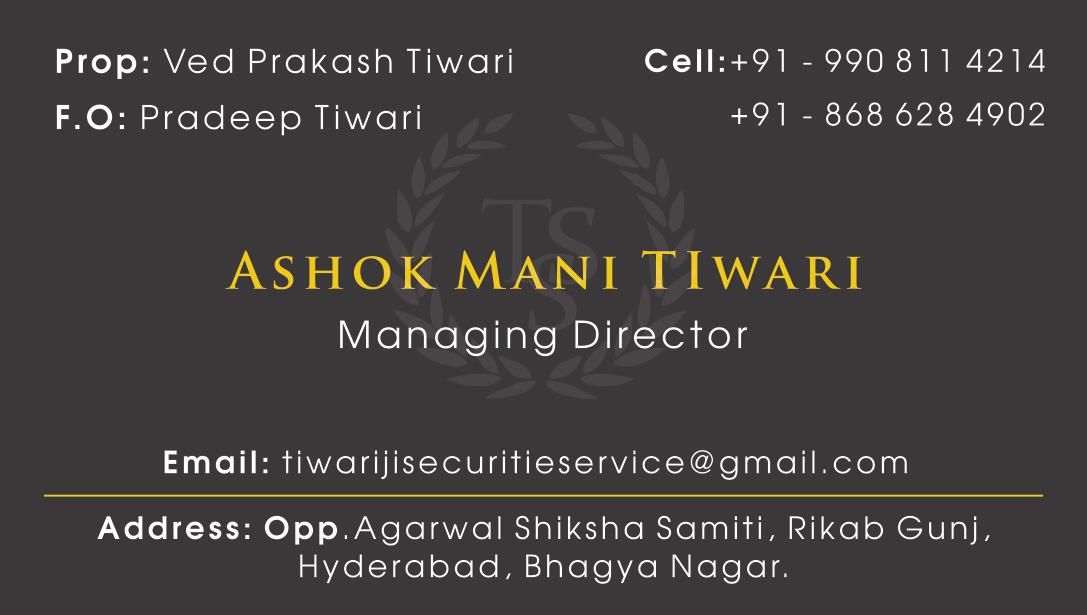 Prop: Ved Prakash Tiwari
Cell:+91 - 990 811 4214
F.O: Pradeep Tiwari
+91 - 868 628 4902
TSS
ASHOK MANI TIWARI
Managing Director
Email: tiwarijisecuritieservice@gmail.com
Address: Opp.Agarwal Shiksha Samiti, Rikab Gunj,
Hyderabad, Bhagya Nagar.